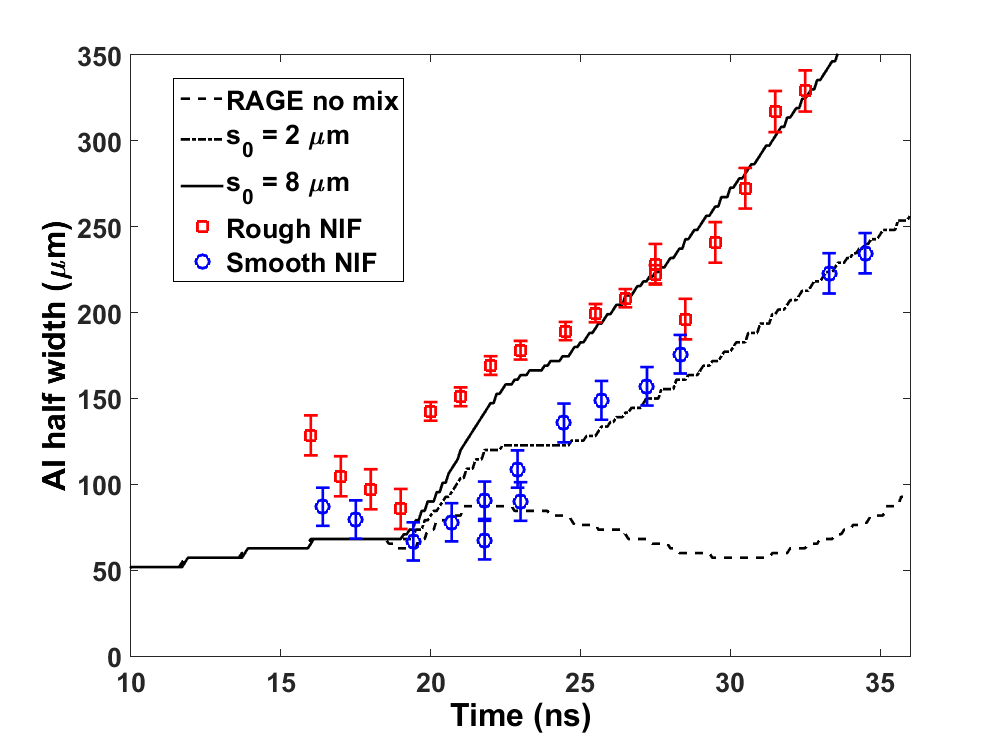 350
300
250
200
150
100
50
0
10 15 20 25 30 35
Al half width (μm)
Time (ns)
RAGE no mix
s0 = 2 μm
s0 = 8 μm
Rough NIF
Smooth NIF